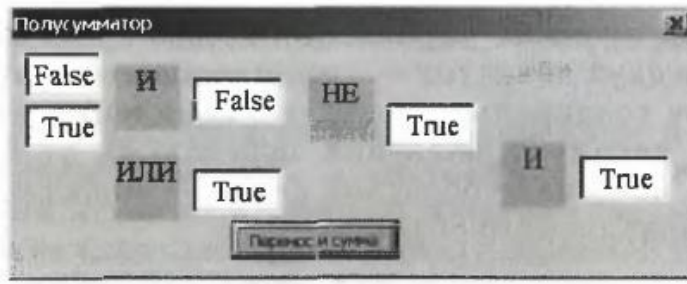 Полусумматор
False
И
False
НЕ
True
True
И
True
ИЛИ
True
Перенос и сумма